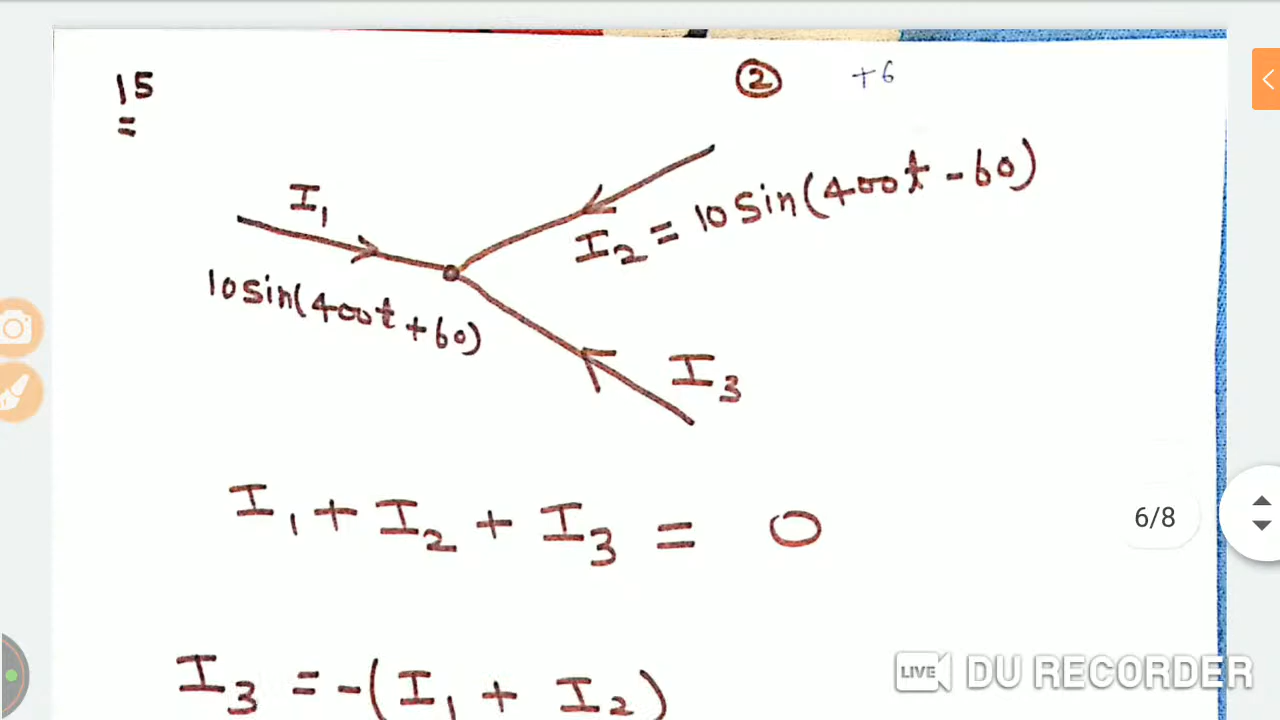 15
② +6
I₁
I₂ = 10 sin(400t - 60)
10 sin(400t + 60)
I₃
I₁ + I₂ + I₃ = 0
6/8
I₃ = -(I₁ + I₂)
LIVE DU RECORDER